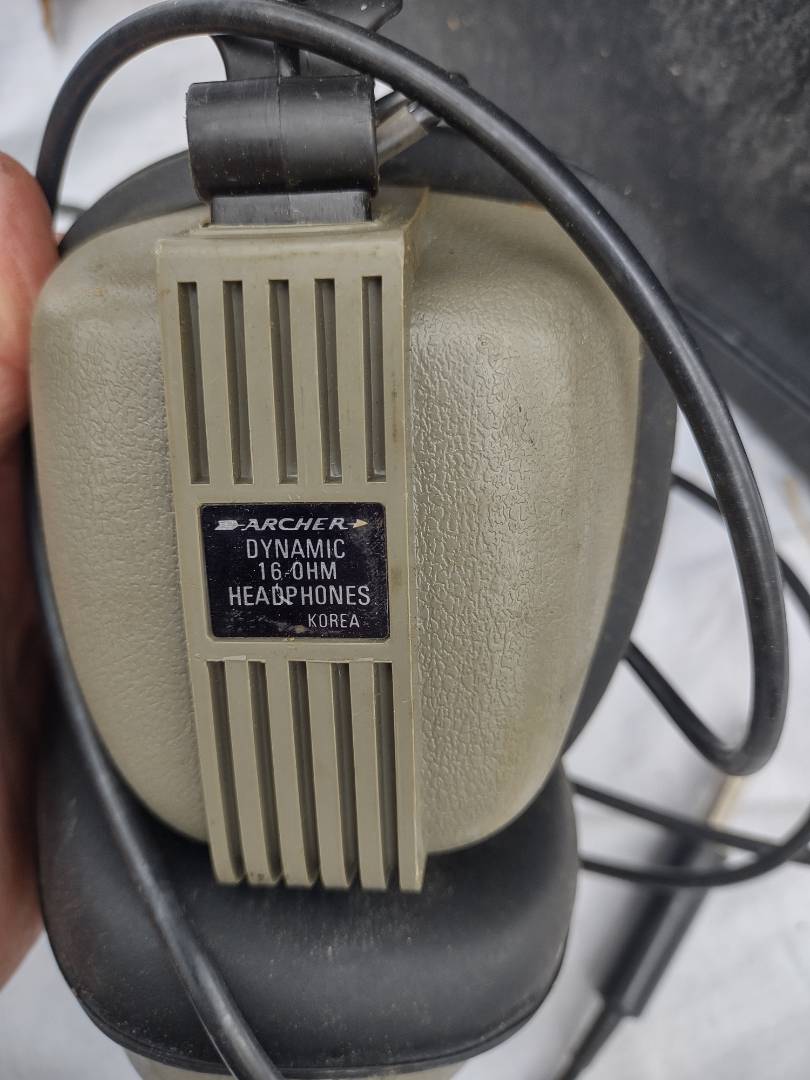 ARCHER
DYNAMIC
16-OHM
HEADPHONES
KOREA